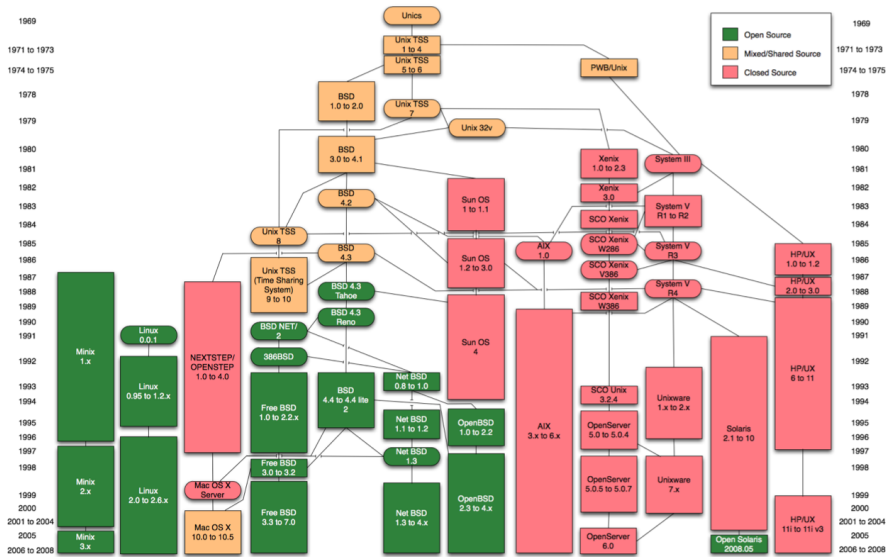 Unics
1969
1969
Open Source
Mixed/Shared Source
Closed Source
Unix TSS
1 to 4
1971 to 1973
1971 to 1973
Unix TSS
5 to 6
PWB/Unix
1974 to 1975
1974 to 1975
BSD
1.0 to 2.0
1978
1978
Unix TSS
7
Unix 32v
1979
1979
BSD
3.0 to 4.1
Xenix
1.0 to 2.3
System III
1980
1980
1981
1981
Sun OS
1 to 1.1
Xenix
3.0
1982
1982
BSD
4.2
System V
R1 to R2
1983
1983
SCO Xenix
1984
1984
Unix TSS
8
Sun OS
1.2 to 3.0
AIX
1.0
SCO Xenix
W286
System V
R3
HP/UX
1.0 to 1.2
1985
1985
BSD
4.3
1986
1986
Unix TSS
(Time Sharing
System)
9 to 10
SCO Xenix
V386
HP/UX
2.0 to 3.0
1987
1987
BSD 4.3
Tahoe
System V
R4
1988
1988
SCO Xenix
W386
1989
1989
BSD 4.3
Reno
1990
1990
Linux
0.0.1
BSD NET/
2
Sun OS
4
1991
1991
Minix
1.x
NEXTSTEP/
OPENSTEP
1.0 to 4.0
386BSD
HP/UX
6 to 11
1992
1992
Net BSD
0.8 to 1.0
1993
1993
Linux
0.95 to 1.2.x
Free BSD
1.0 to 2.2.x
BSD
4.4 to 4.4 lite
2
SCO Unix
3.2.4
Unixware
1.x to 2.x
1994
1994
Net BSD
1.1 to 1.2
OpenBSD
1.0 to 2.2
AIX
3.x to 6.x
OpenServer
5.0 to 5.0.4
Solaris
2.1 to 10
1995
1995
1996
1996
Net BSD
1.3
1997
1997
Free BSD
3.0 to 3.2
1998
1998
Minix
2.x
Linux
2.0 to 2.6.x
Mac OS X
Server
OpenBSD
2.3 to 4.x
OpenServer
5.0.5 to 5.0.7
Unixware
7.x
1999
1999
2000
2000
Mac OS X
10.0 to 10.5
Free BSD
3.3 to 7.0
Net BSD
1.3 to 4.x
HP/UX
11i to 11i v3
2001 to 2004
2001 to 2004
Minix
3.x
OpenServer
6.0
Open Solaris
2008.05
2005
2005
2006 to 2008
2006 to 2008